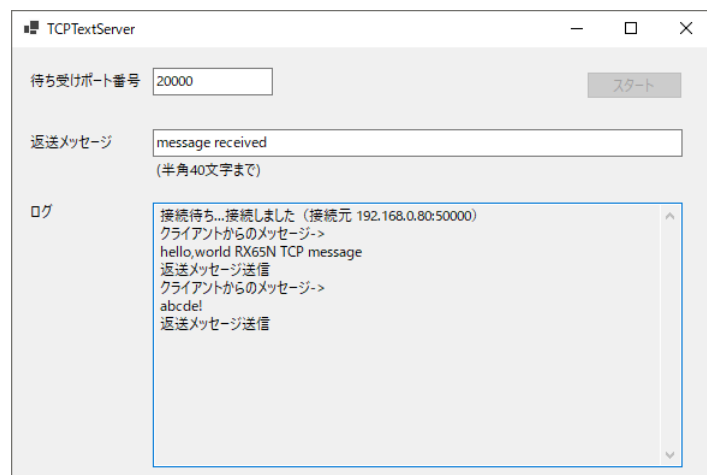 TCPTextServer
待ち受けポート番号 20000 スタート
返送メッセージ message received
(半角40文字まで)
ログ
接続待ち...接続しました（接続元 192.168.0.80:50000）
クライアントからのメッセージ->
hello,world RX65N TCP message
返送メッセージ送信
クライアントからのメッセージ->
abcde!
返送メッセージ送信